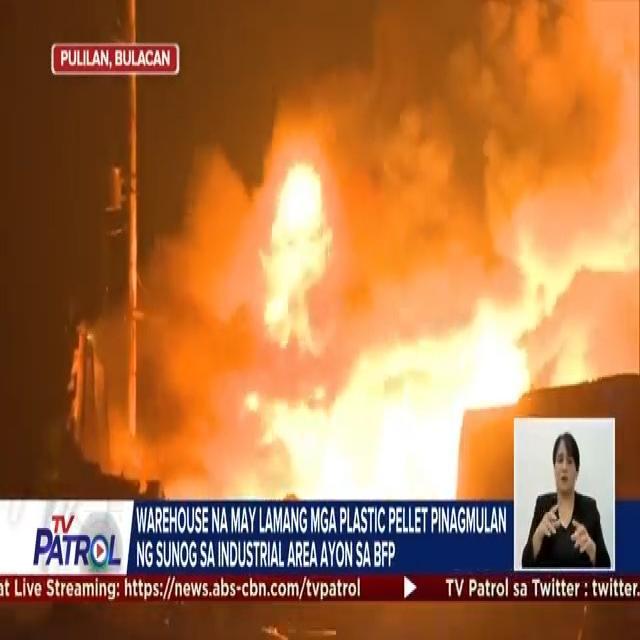 PULILAN, BULACAN
WAREHOUSE NA MAY LAMANG MGA PLASTIC PELLET PINAGMULAN
NG SUNOG SA INDUSTRIAL AREA AYON SA BFP
TV
PATROL
at Live Streaming: https://news.abs-cbn.com/tvpatrol TV Patrol sa Twitter : twitter.